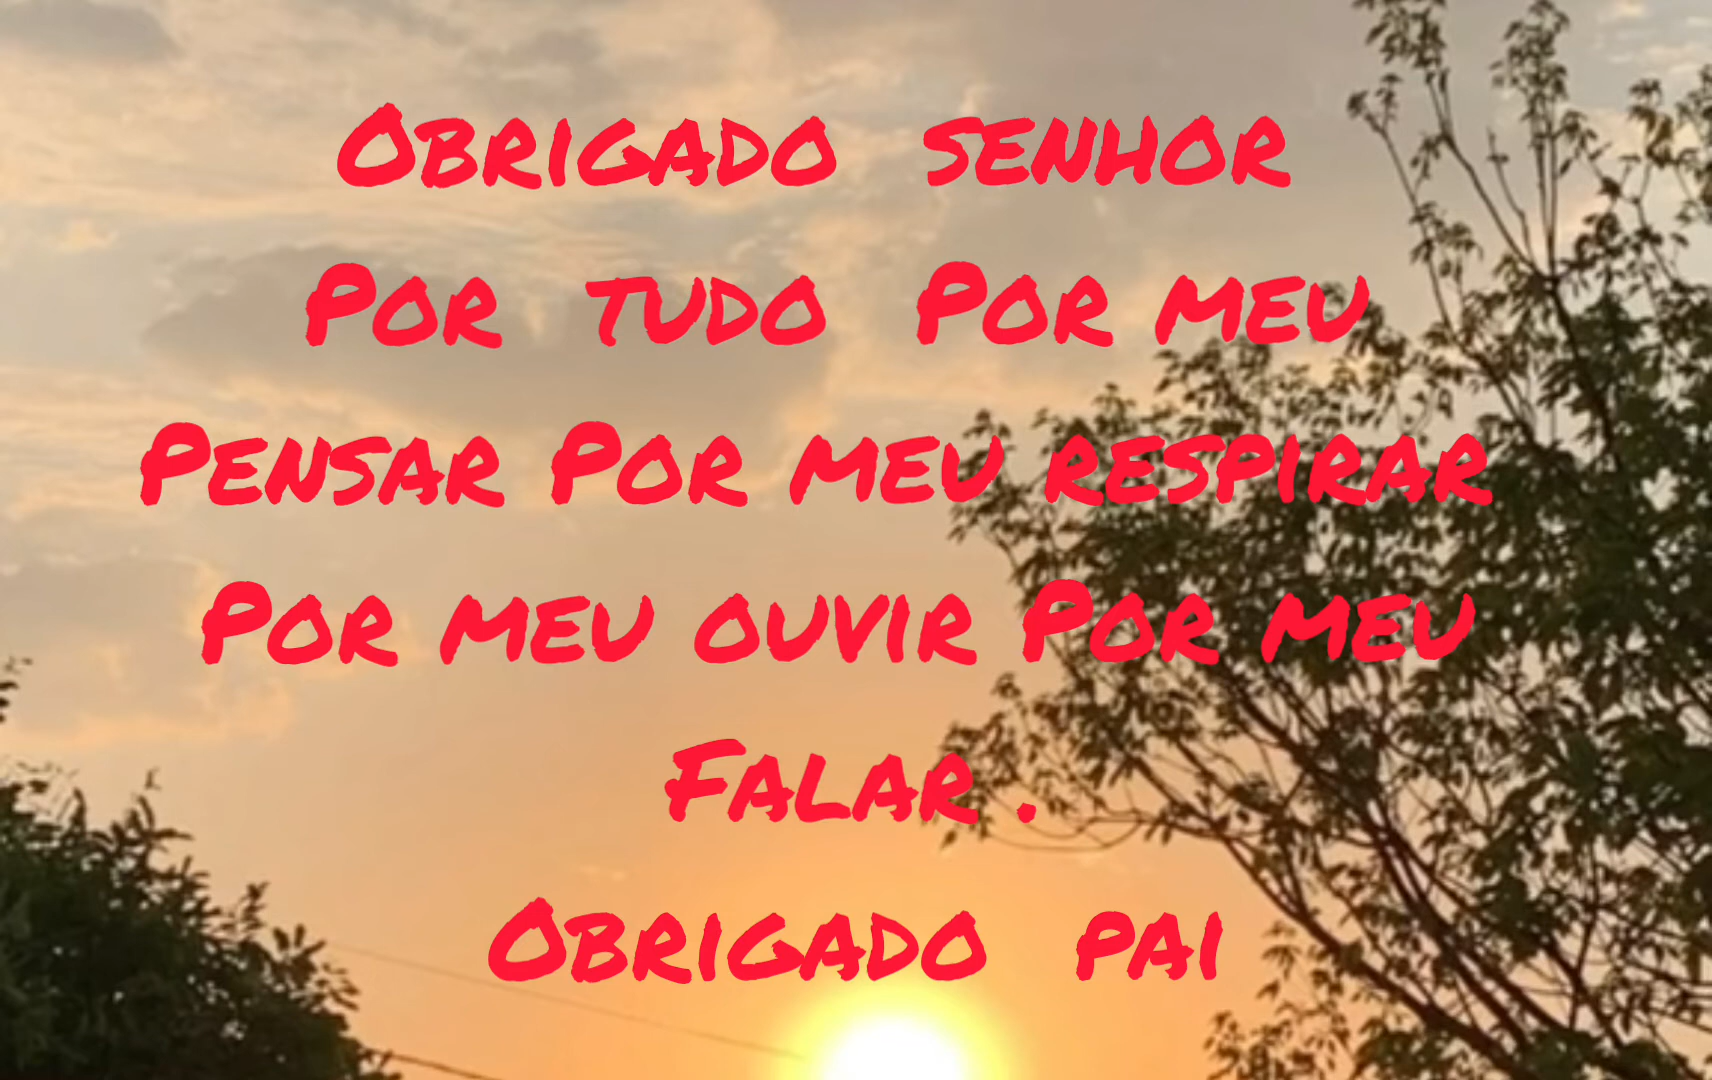 Obrigado senhor
Por tudo Por meu
Pensar Por meu respirar
Por meu ouvir Por meu
Falar .
Obrigado pai